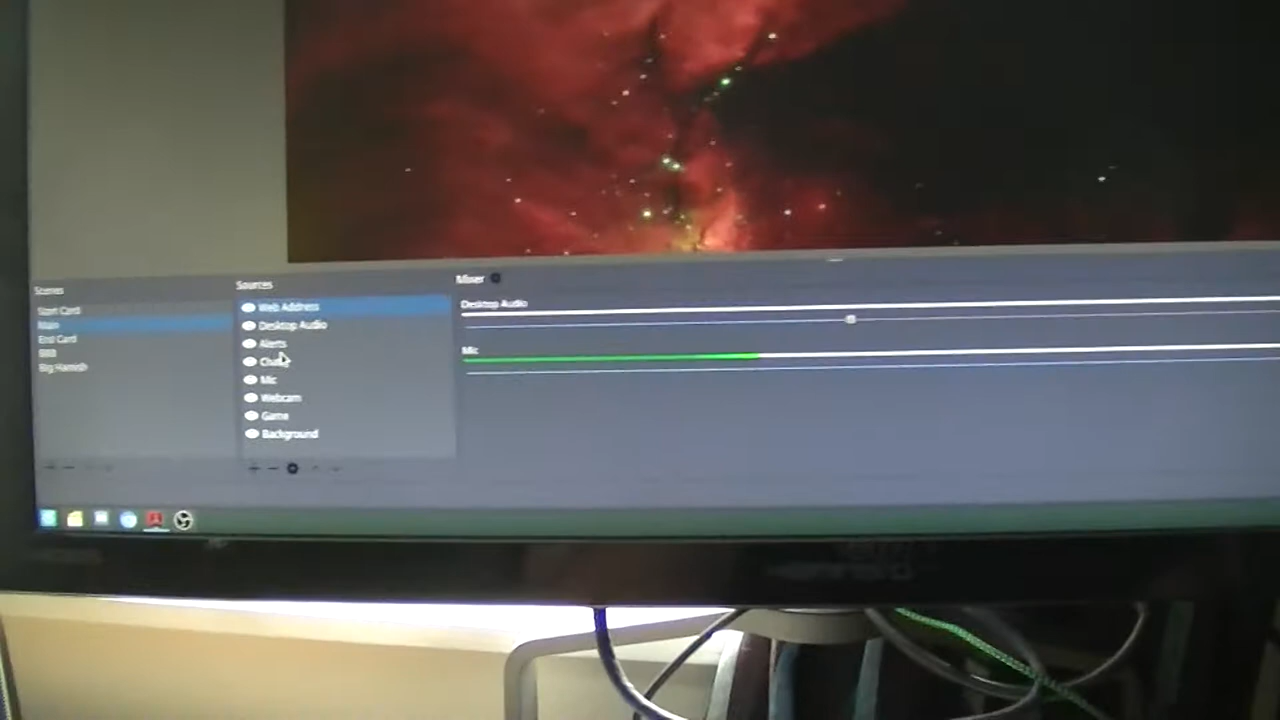 Scenes
Start Card
Main
End Card
BRB
Big Hamish
Sources
Web Address
Desktop Audio
Alerts
Mic
Webcam
Game
Background
Mixer
Desktop Audio
Mic